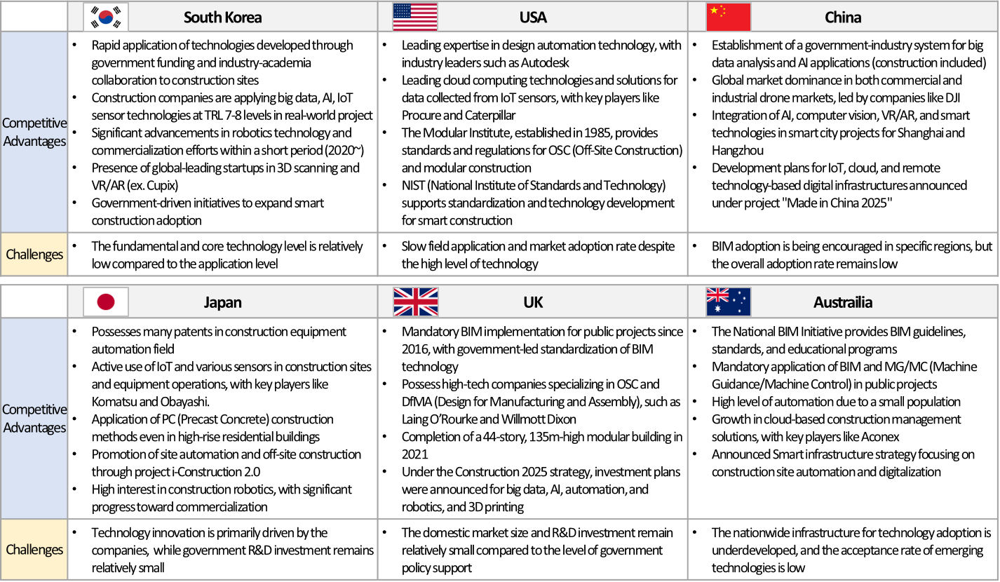 South Korea
USA
China
Competitive
Advantages
• Rapid application of technologies developed through
government funding and industry-academia
collaboration to construction sites
• Construction companies are applying big data, AI, IoT
sensor technologies at TRL 7-8 levels in real-world project
• Significant advancements in robotics technology and
commercialization efforts within a short period (2020~)
• Presence of global-leading startups in 3D scanning and
VR/AR (ex. Cupix)
• Government-driven initiatives to expand smart
construction adoption
• Leading expertise in design automation technology, with
industry leaders such as Autodesk
• Leading cloud computing technologies and solutions for
data collected from IoT sensors, with key players like
Procure and Caterpillar
• The Modular Institute, established in 1985, provides
standards and regulations for OSC (Off-Site Construction)
and modular construction
• NIST (National Institute of Standards and Technology)
supports standardization and technology development
for smart construction
• Establishment of a government-industry system for big
data analysis and AI applications (construction included)
• Global market dominance in both commercial and
industrial drone markets, led by companies like DJI
• Integration of AI, computer vision, VR/AR, and smart
technologies in smart city projects for Shanghai and
Hangzhou
• Development plans for IoT, cloud, and remote
technology-based digital infrastructures announced
under project "Made in China 2025"
Challenges
• The fundamental and core technology level is relatively
low compared to the application level
• Slow field application and market adoption rate despite
the high level of technology
• BIM adoption is being encouraged in specific regions, but
the overall adoption rate remains low
Japan
UK
Austrailia
Competitive
Advantages
• Possesses many patents in construction equipment
automation field
• Active use of IoT and various sensors in construction sites
and equipment operations, with key players like
Komatsu and Obayashi.
• Application of PC (Precast Concrete) construction
methods even in high-rise residential buildings
• Promotion of site automation and off-site construction
through project i-Construction 2.0
• High interest in construction robotics, with significant
progress toward commercialization
• Mandatory BIM implementation for public projects since
2016, with government-led standardization of BIM
technology
• Possess high-tech companies specializing in OSC and
DfMA (Design for Manufacturing and Assembly), such as
Laing O'Rourke and Willmott Dixon
• Completion of a 44-story, 135m-high modular building in
2021
• Under the Construction 2025 strategy, investment plans
were announced for big data, AI, automation, and
robotics, and 3D printing
• The National BIM Initiative provides BIM guidelines,
standards, and educational programs
• Mandatory application of BIM and MG/MC (Machine
Guidance/Machine Control) in public projects
• High level of automation due to a small population
• Growth in cloud-based construction management
solutions, with key players like Aconex
• Announced Smart infrastructure strategy focusing on
construction site automation and digitalization
Challenges
• Technology innovation is primarily driven by the
companies, while government R&D investment remains
relatively small
• The domestic market size and R&D investment remain
relatively small compared to the level of government
policy support
• The nationwide infrastructure for technology adoption is
underdeveloped, and the acceptance rate of emerging
technologies is low